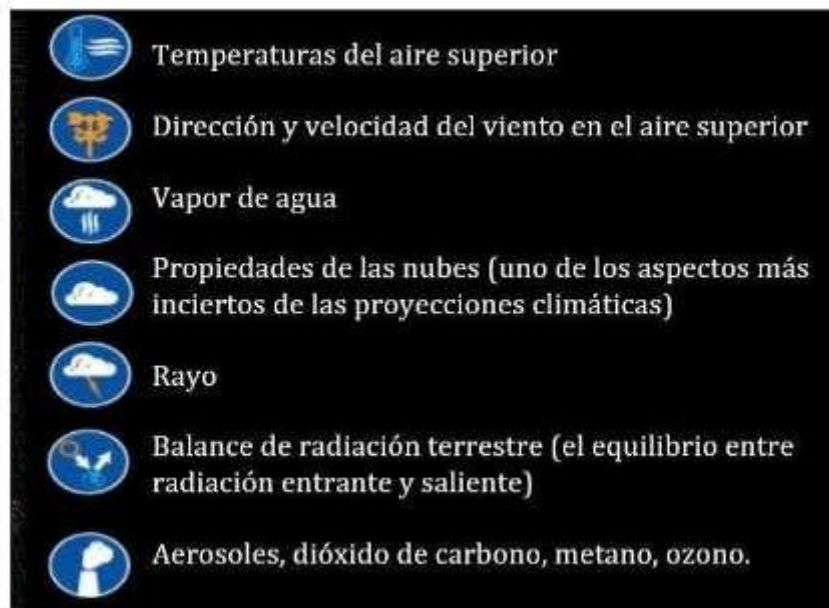 Temperaturas del aire superior
Dirección y velocidad del viento en el aire superior
Vapor de agua
Propiedades de las nubes (uno de los aspectos más
inciertos de las proyecciones climáticas)
Rayo
Balance de radiación terrestre (el equilibrio entre
radiación entrante y saliente)
Aerosoles, dióxido de carbono, metano, ozono.